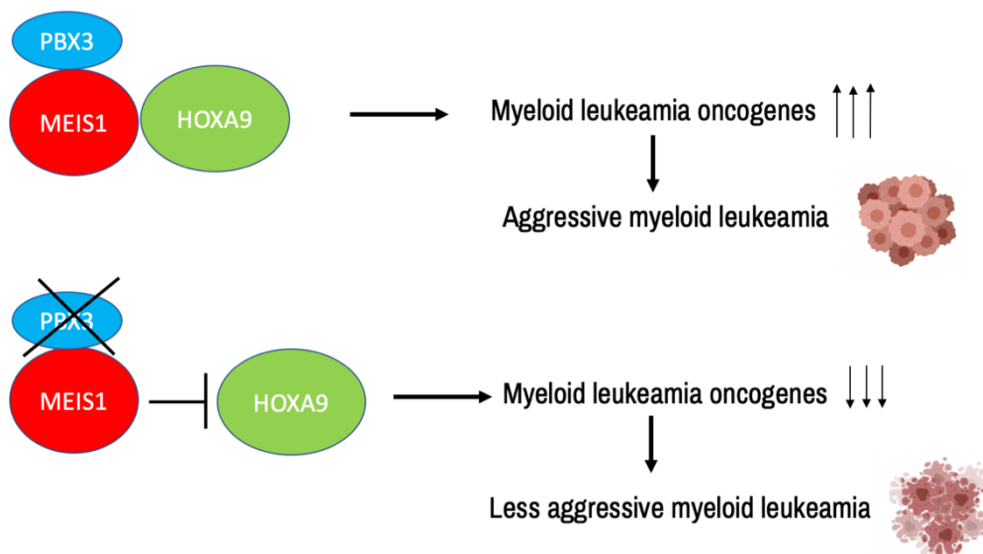 PBX3
MEIS1
HOXA9
Myeloid leukeamia oncogenes
Aggressive myeloid leukeamia
PBX3
MEIS1
HOXA9
Myeloid leukeamia oncogenes
Less aggressive myeloid leukeamia